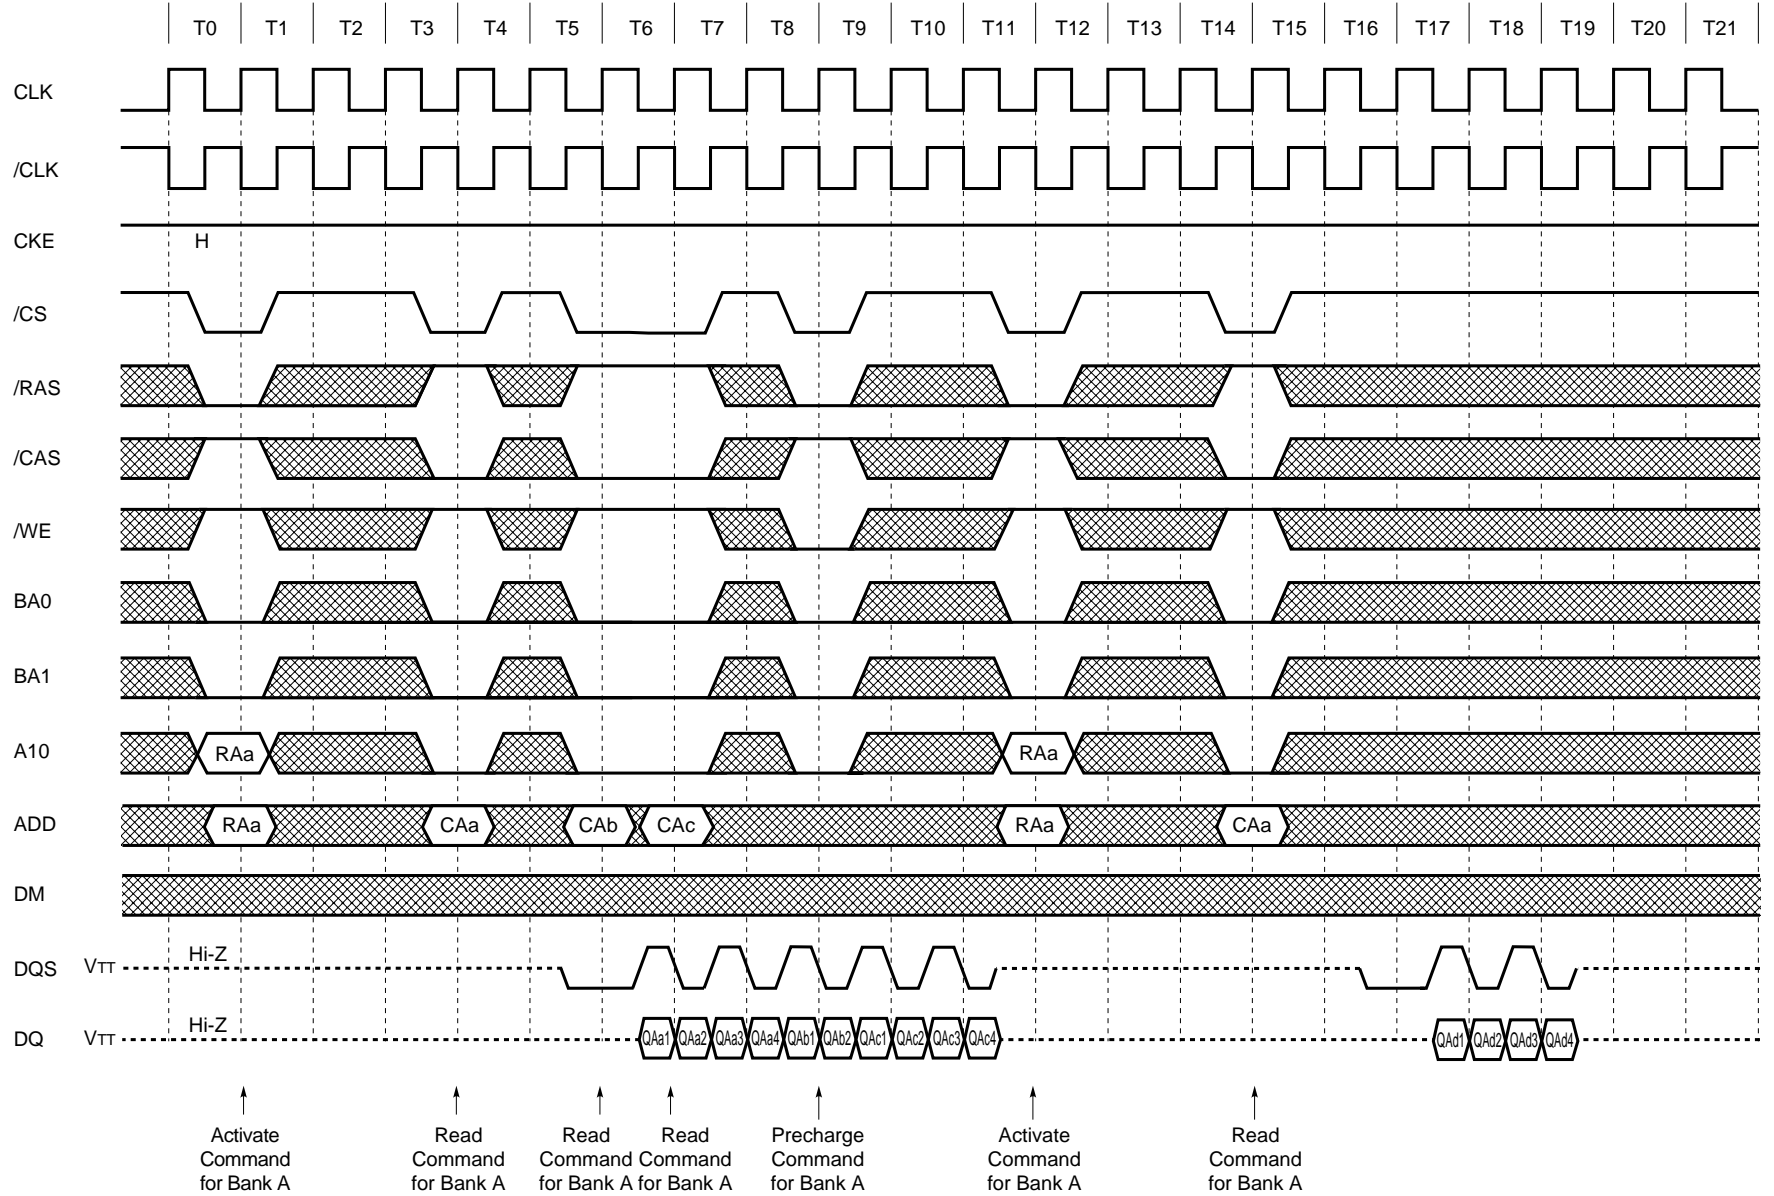 T0 T1 T2 T3 T4 T5 T6 T7 T8 T9 T10 T11 T12 T13 T14 T15 T16 T17 T18 T19 T20 T21
CLK
/CLK
CKE H
/CS
/RAS
/CAS
/WE
BA0
BA1
A10 RAa RAa
ADD RAa CAa CAb CAc RAa CAa
DM
DQS VTT Hi-Z
DQ VTT Hi-Z QAa1 QAa2 QAa3 QAa4 QAb1 QAb2 QAc1 QAc2 QAc3 QAc4 QAd1 QAd2 QAd3 QAd4
Activate
Command
for Bank A
Read
Command
for Bank A
Read
Command
for Bank A
Read
Command
for Bank A
Precharge
Command
for Bank A
Activate
Command
for Bank A
Read
Command
for Bank A